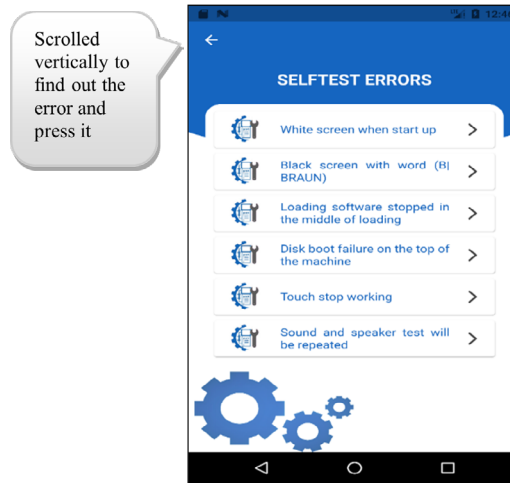 Scrolled
vertically to
find out the
error and
press it
12:46
SELFTEST ERRORS
White screen when start up
Black screen with word (B|
BRAUN)
Loading software stopped in
the middle of loading
Disk boot failure on the top of
the machine
Touch stop working
Sound and speaker test will
be repeated